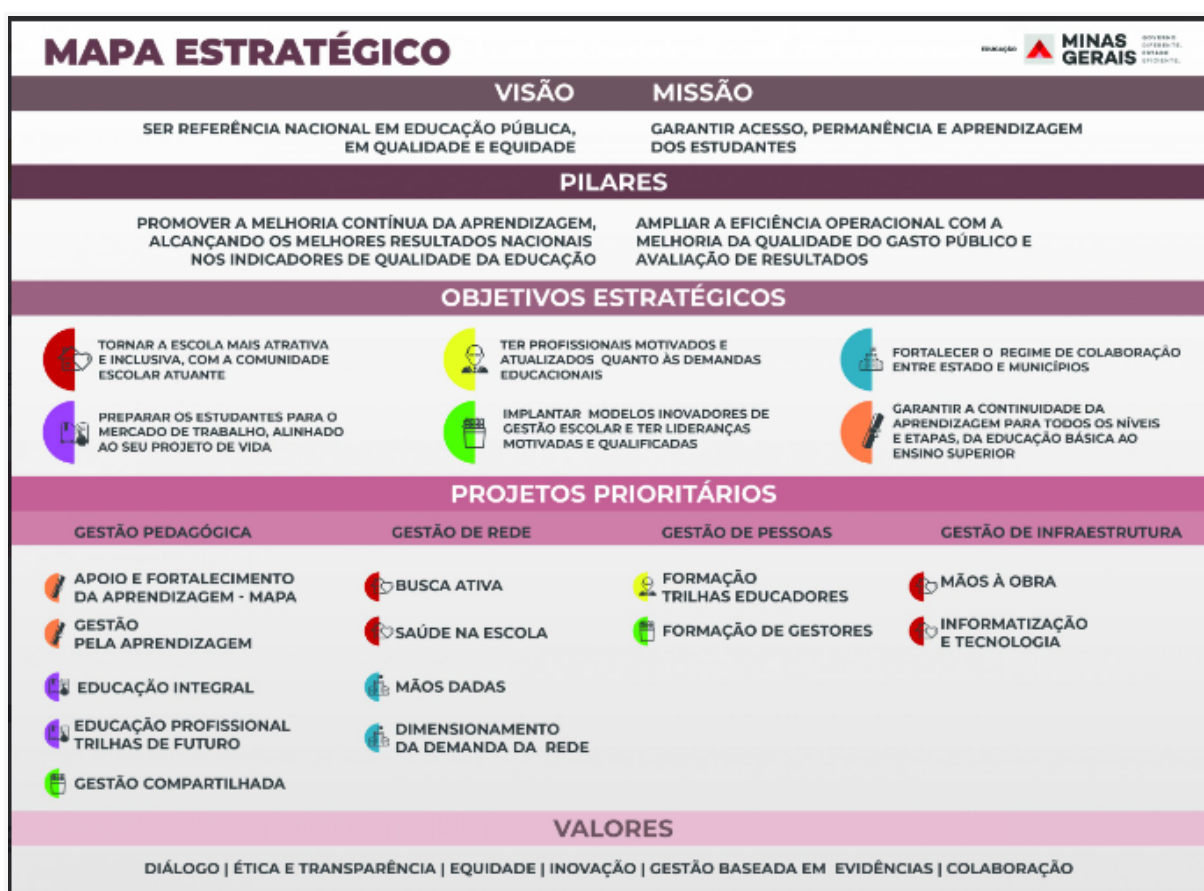 MAPA ESTRATÉGICO
EDUCAÇÃO
MINAS
GERAIS
GOVERNO
DIFERENTE.
ESTADO
EFICIENTE.
VISÃO
MISSÃO
SER REFERÊNCIA NACIONAL EM EDUCAÇÃO PÚBLICA,
EM QUALIDADE E EQUIDADE
GARANTIR ACESSO, PERMANÊNCIA E APRENDIZAGEM
DOS ESTUDANTES
PILARES
PROMOVER A MELHORIA CONTÍNUA DA APRENDIZAGEM,
ALCANÇANDO OS MELHORES RESULTADOS NACIONAIS
NOS INDICADORES DE QUALIDADE DA EDUCAÇÃO
AMPLIAR A EFICIÊNCIA OPERACIONAL COM A
MELHORIA DA QUALIDADE DO GASTO PÚBLICO E
AVALIAÇÃO DE RESULTADOS
OBJETIVOS ESTRATÉGICOS
TORNAR A ESCOLA MAIS ATRATIVA
E INCLUSIVA, COM A COMUNIDADE
ESCOLAR ATUANTE
TER PROFISSIONAIS MOTIVADOS E
ATUALIZADOS QUANTO ÀS DEMANDAS
EDUCACIONAIS
FORTALECER O REGIME DE COLABORAÇÃO
ENTRE ESTADO E MUNICÍPIOS
PREPARAR OS ESTUDANTES PARA O
MERCADO DE TRABALHO, ALINHADO
AO SEU PROJETO DE VIDA
IMPLANTAR MODELOS INOVADORES DE
GESTÃO ESCOLAR E TER LIDERANÇAS
MOTIVADAS E QUALIFICADAS
GARANTIR A CONTINUIDADE DA
APRENDIZAGEM PARA TODOS OS NÍVEIS
E ETAPAS, DA EDUCAÇÃO BÁSICA AO
ENSINO SUPERIOR
PROJETOS PRIORITÁRIOS
GESTÃO PEDAGÓGICA
APOIO E FORTALECIMENTO
DA APRENDIZAGEM - MAPA
GESTÃO
PELA APRENDIZAGEM
EDUCAÇÃO INTEGRAL
EDUCAÇÃO PROFISSIONAL
TRILHAS DE FUTURO
GESTÃO COMPARTILHADA
GESTÃO DE REDE
BUSCA ATIVA
SAÚDE NA ESCOLA
MÃOS DADAS
DIMENSIONAMENTO
DA DEMANDA DA REDE
GESTÃO DE PESSOAS
FORMAÇÃO
TRILHAS EDUCADORES
FORMAÇÃO DE GESTORES
GESTÃO DE INFRAESTRUTURA
MÃOS À OBRA
INFORMATIZAÇÃO
E TECNOLOGIA
VALORES
DIÁLOGO | ÉTICA E TRANSPARÊNCIA | EQUIDADE | INOVAÇÃO | GESTÃO BASEADA EM EVIDÊNCIAS | COLABORAÇÃO